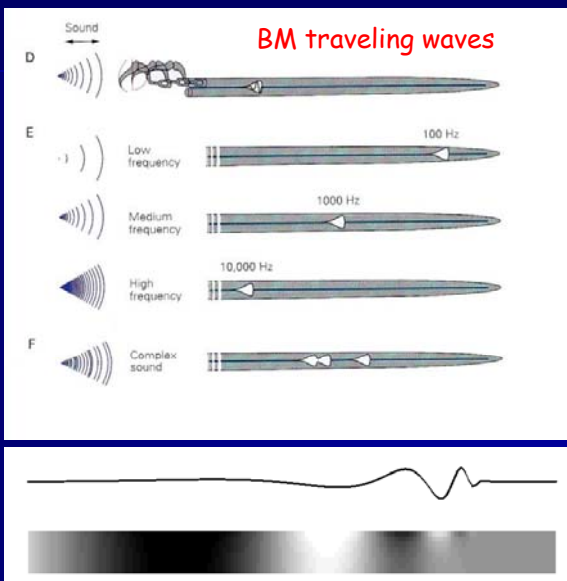 Sound
BM traveling waves
D
E
Low
frequency
100 Hz
Medium
frequency
1000 Hz
High
frequency
10,000 Hz
F
Complex
sound